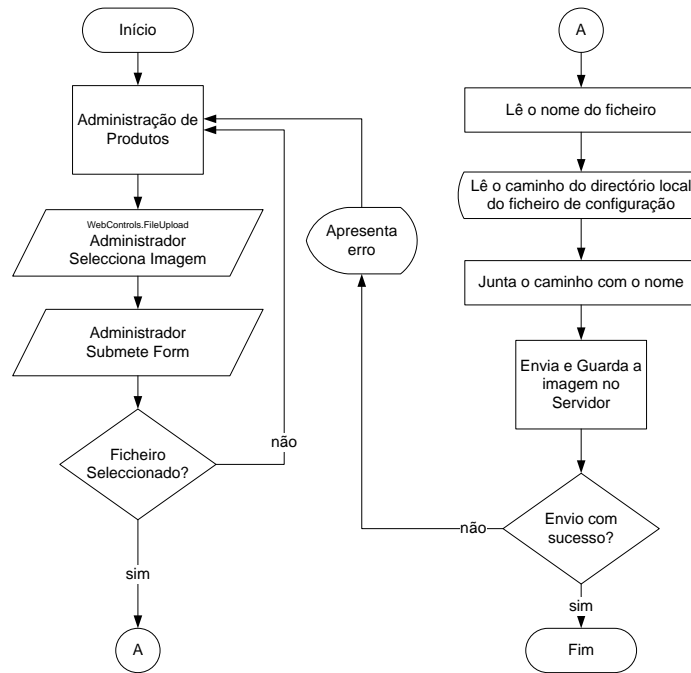 Início
Administração de
Produtos
WebControls.FileUpload
Administrador
Selecciona Imagem
Administrador
Submete Form
Ficheiro
Seleccionado?
não
sim
A
Apresenta
erro
A
Lê o nome do ficheiro
Lê o caminho do directório local
do ficheiro de configuração
Junta o caminho com o nome
Envia e Guarda a
imagem no
Servidor
Envio com
sucesso?
não
sim
Fim